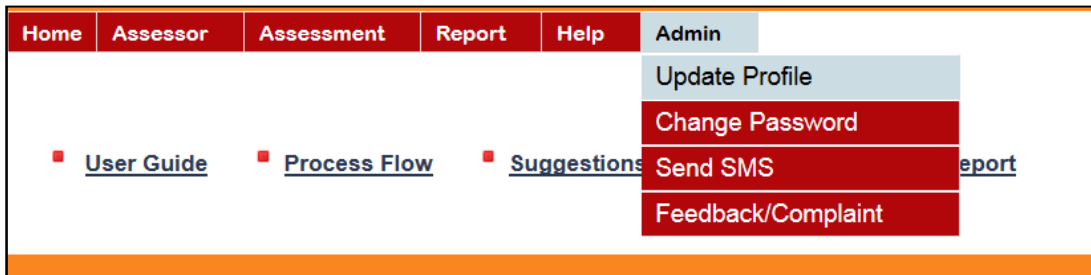 Home Assessor Assessment Report Help Admin
Update Profile
Change Password
User Guide Process Flow Suggestions Send SMS eport
Feedback/Complaint